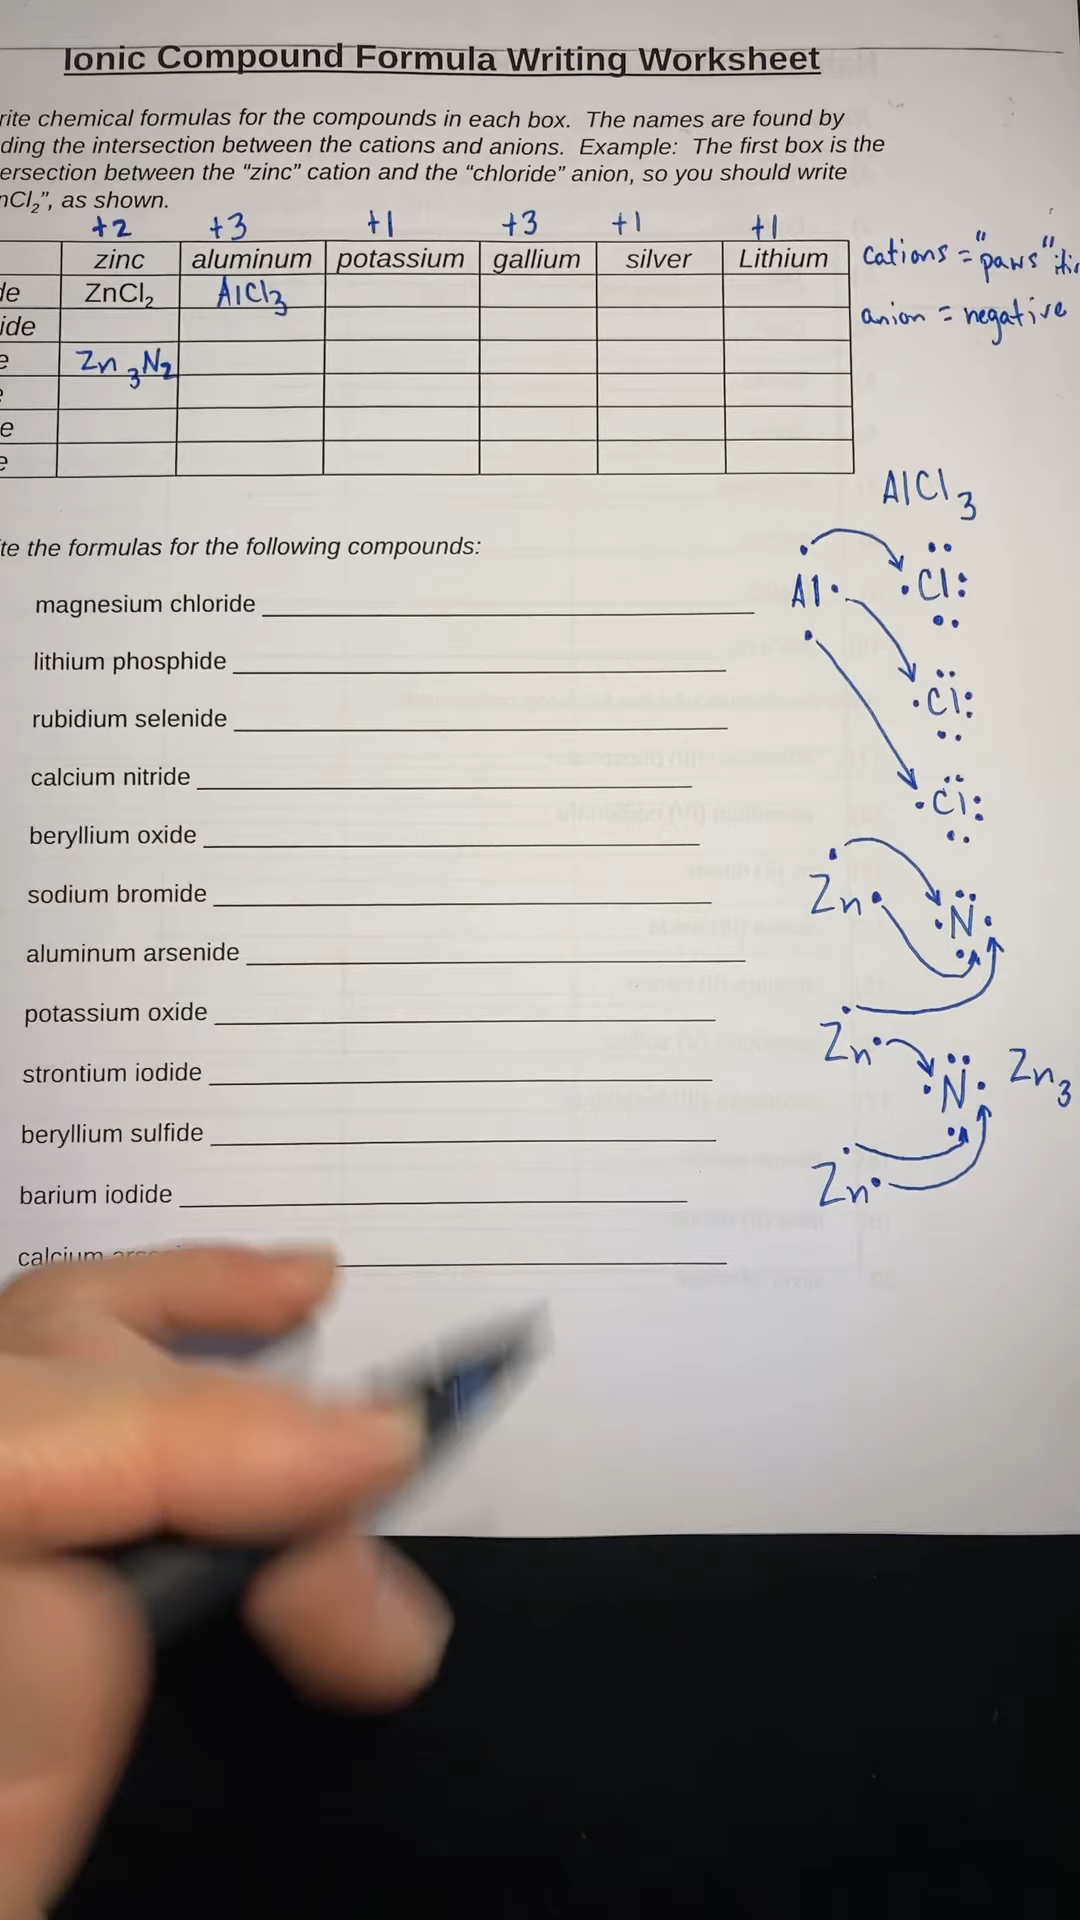 Ionic Compound Formula Writing Worksheet
rite chemical formulas for the compounds in each box. The names are found by
ding the intersection between the cations and anions. Example: The first box is the
ersection between the “zinc” cation and the “chloride” anion, so you should write
nCl₂”, as shown.
+2 +3 +1 +3 +1 +1
zinc aluminum potassium gallium silver Lithium
de ZnCl₂ AlCl₃
ide
e Zn₃N₂
e
e
e
cations = "paws" itiv
anion = negative
AlCl₃
te the formulas for the following compounds:
magnesium chloride
lithium phosphide
rubidium selenide
calcium nitride
beryllium oxide
sodium bromide
aluminum arsenide
potassium oxide
strontium iodide
beryllium sulfide
barium iodide
calcium
Al Cl
Cl
Cl
Zn N
Zn
N Zn₃
Zn